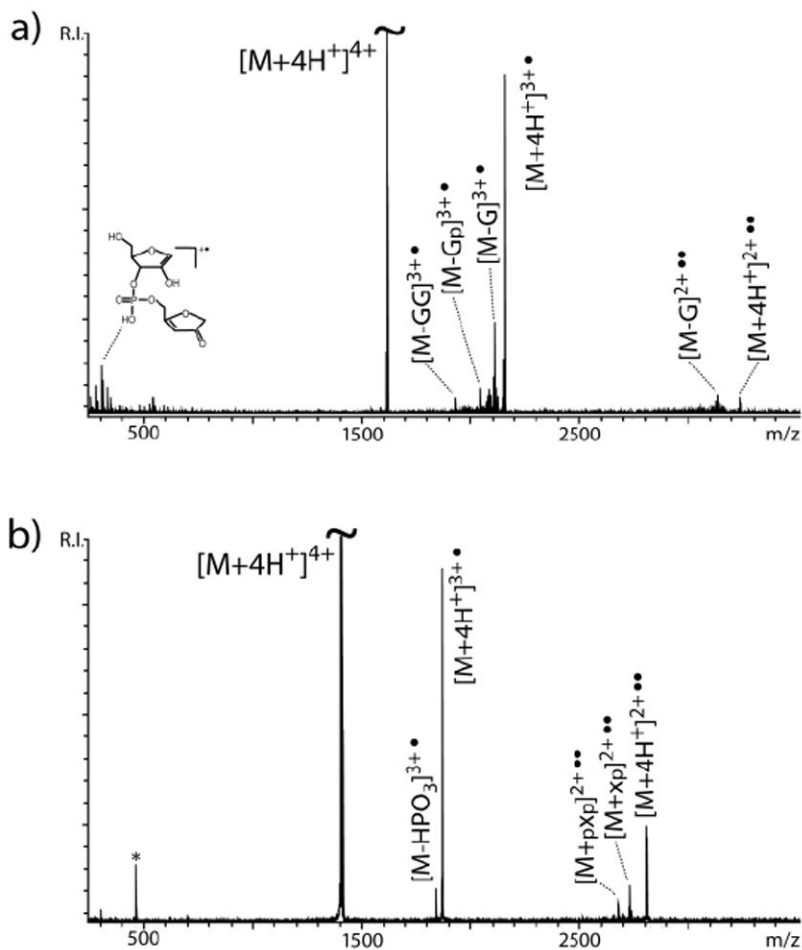 a)
R.I.
[M+4H⁺]⁴⁺
[M-GG]³⁺•
[M-Gp]³⁺•
[M-G]³⁺•
[M+4H⁺]³⁺•
[M-G]²⁺••
[M+4H⁺]²⁺••
HO
O
+•
OH
O
O=P-O
HO
O
O
500 1500 2500 m/z
b)
R.I.
[M+4H⁺]⁴⁺
[M-HPO₃]³⁺•
[M+4H⁺]³⁺•
[M+pXp]²⁺••
[M+xp]²⁺••
[M+4H⁺]²⁺••
*
500 1500 2500 m/z